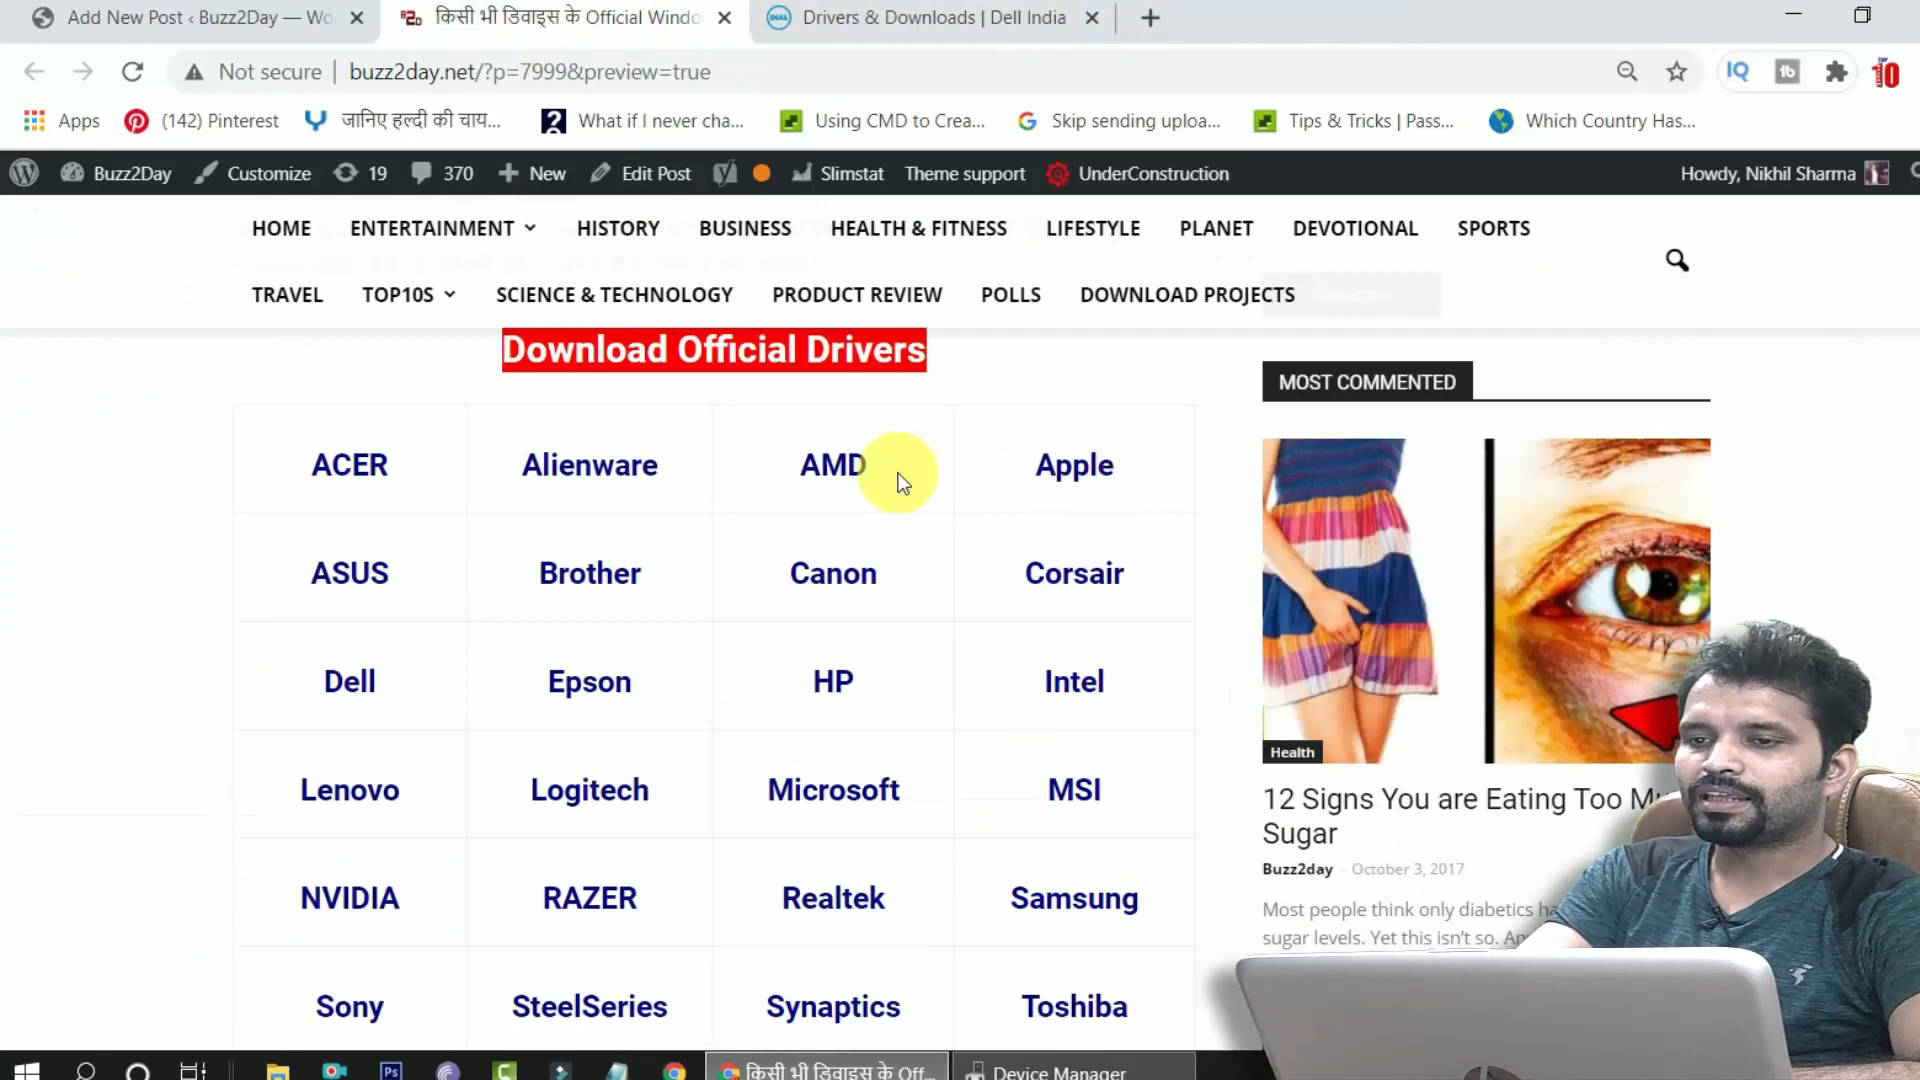 Add New Post ‹ Buzz2Day — Wo
किसी भी डिवाइस के Official Windo
Drivers & Downloads | Dell India
Not secure
buzz2day.net/?p=7999&preview=true
Apps
(142) Pinterest
जानिए हल्दी की चाय...
What if I never cha...
Using CMD to Crea...
Skip sending uploa...
Tips & Tricks | Pass...
Which Country Has...
Buzz2Day
Customize
19
370
New
Edit Post
Slimstat
Theme support
UnderConstruction
Howdy, Nikhil Sharma
HOME
ENTERTAINMENT
HISTORY
BUSINESS
HEALTH & FITNESS
LIFESTYLE
PLANET
DEVOTIONAL
SPORTS
TRAVEL
TOP10S
SCIENCE & TECHNOLOGY
PRODUCT REVIEW
POLLS
DOWNLOAD PROJECTS
Download Official Drivers
MOST COMMENTED
ACER
Alienware
AMD
Apple
ASUS
Brother
Canon
Corsair
Dell
Epson
HP
Intel
Lenovo
Logitech
Microsoft
MSI
NVIDIA
RAZER
Realtek
Samsung
Sony
SteelSeries
Synaptics
Toshiba
Health
12 Signs You are Eating Too Mu
Sugar
Buzz2day - October 3, 2017
Most people think only diabetics ha
sugar levels. Yet this isn't so. An
किसी भी डिवाइस के Off...
Device Manager